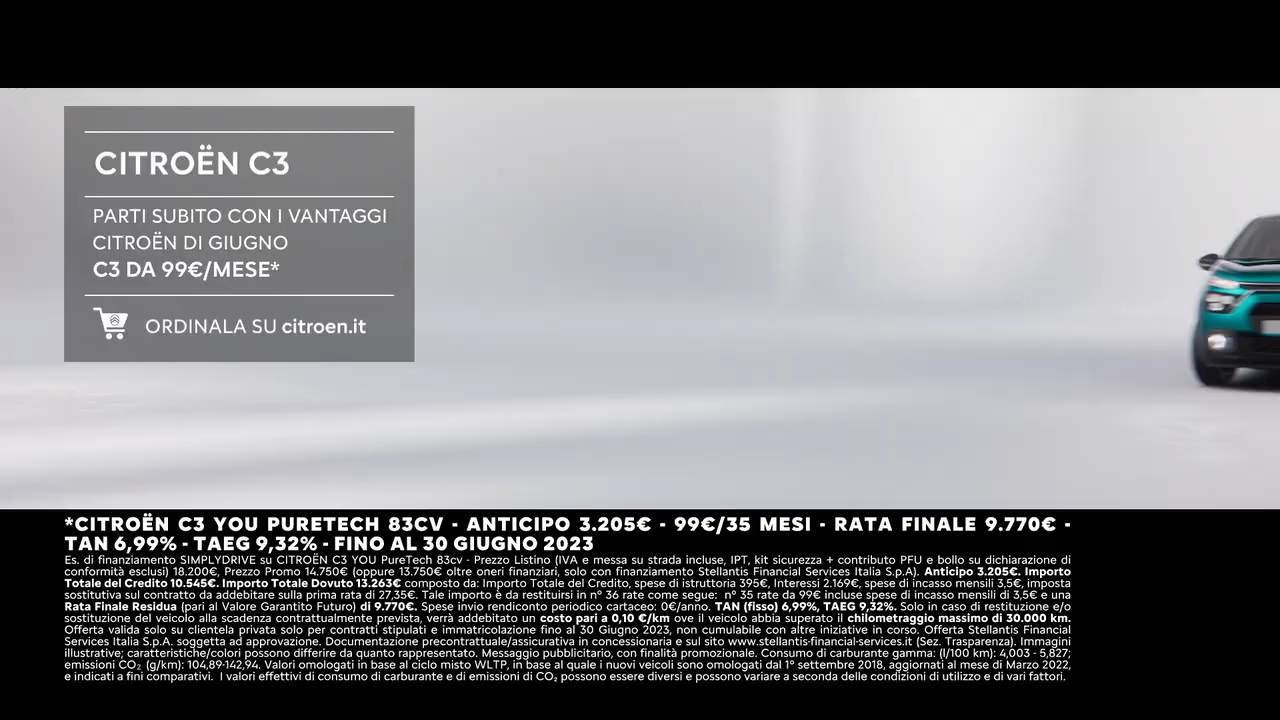 CITROËN C3
PARTI SUBITO CON I VANTAGGI
CITROËN DI GIUGNO
C3 DA 99€/MESE*
ORDINALA SU citroen.it
*CITROËN C3 YOU PURETECH 83CV - ANTICIPO 3.205€ - 99€/35 MESI - RATA FINALE 9.770€ -
TAN 6,99% - TAEG 9,32% - FINO AL 30 GIUGNO 2023
Es. di finanziamento SIMPLYDRIVE su CITROËN C3 YOU PureTech 83cv - Prezzo Listino (IVA e messa su strada incluse, IPT, kit sicurezza + contributo PFU e bollo su dichiarazione di
conformità esclusi) 18.200€, Prezzo Promo 14.750€ (oppure 13.750€ oltre oneri finanziari, solo con finanziamento Stellantis Financial Services Italia S.p.A). Anticipo 3.205€. Importo
Totale del Credito 10.545€. Importo Totale Dovuto 13.263€ composto da: Importo Totale del Credito, spese di istruttoria 395€, Interessi 2.169€, spese di incasso mensili 3,5€, imposta
sostitutiva sul contratto da addebitare sulla prima rata di 27,35€. Tale importo è da restituirsi in n° 36 rate come segue: n° 35 rate da 99€ incluse spese di incasso mensili di 3,5€ e una
Rata Finale Residua (pari al Valore Garantito Futuro) di 9.770€. Spese invio rendiconto periodico cartaceo: 0€/anno. TAN (fisso) 6,99%, TAEG 9,32%. Solo in caso di restituzione e/o
sostituzione del veicolo alla scadenza contrattualmente prevista, verrà addebitato un costo pari a 0,10 €/km ove il veicolo abbia superato il chilometraggio massimo di 30.000 km.
Offerta valida solo su clientela privata solo per contratti stipulati e immatricolazione fino al 30 Giugno 2023, non cumulabile con altre iniziative in corso. Offerta Stellantis Financial
Services Italia S.p.A. soggetta ad approvazione. Documentazione precontrattuale/assicurativa in concessionaria e sul sito www.stellantis-financial-services.it (Sez. Trasparenza). Immagini
illustrative; caratteristiche/colori possono differire da quanto rappresentato. Messaggio pubblicitario, con finalità promozionale. Consumo di carburante gamma: (l/100 km): 4,003 - 5,827;
emissioni CO₂ (g/km): 104,89-142,94. Valori omologati in base al ciclo misto WLTP, in base al quale i nuovi veicoli sono omologati dal 1° settembre 2018, aggiornati al mese di Marzo 2022,
e indicati a fini comparativi. I valori effettivi di consumo di carburante e di emissioni di CO₂ possono essere diversi e possono variare a seconda delle condizioni di utilizzo e di vari fattori.